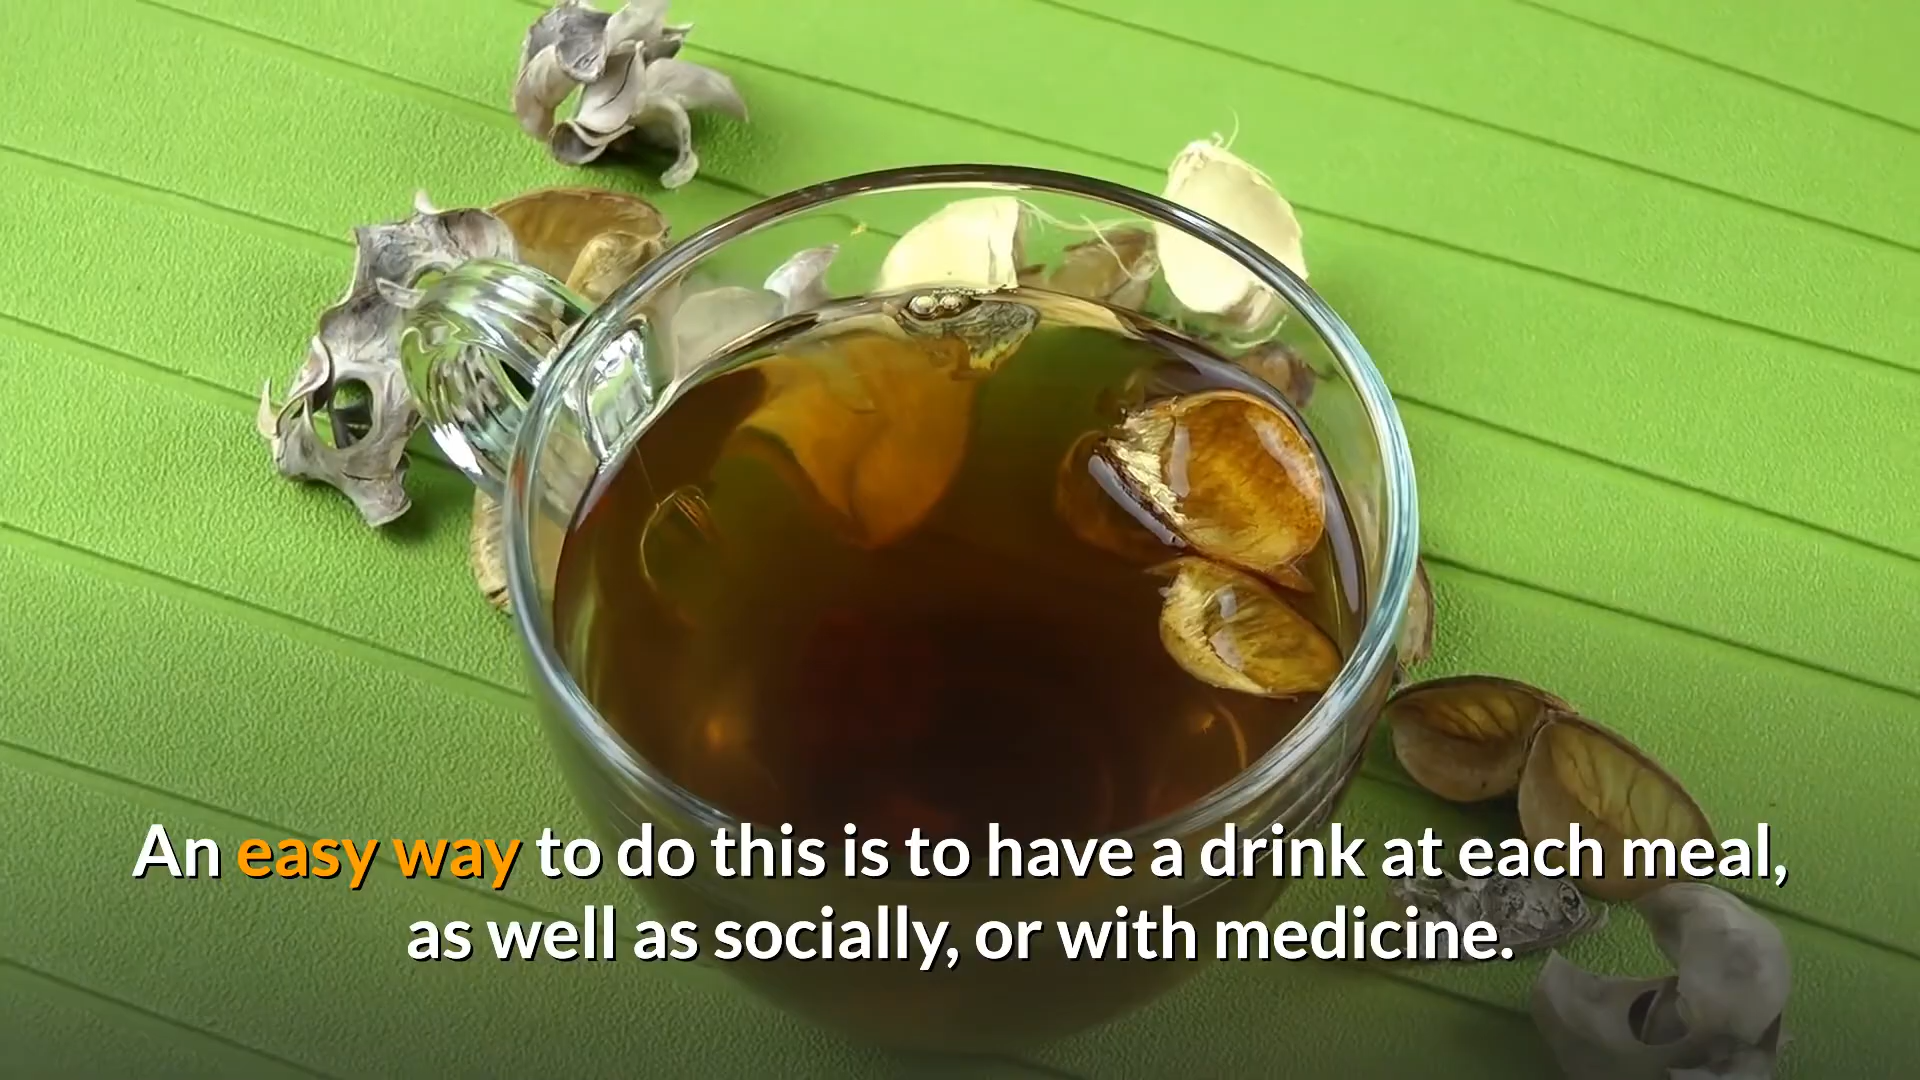 An easy way to do this is to have a drink at each meal,
as well as socially, or with medicine.